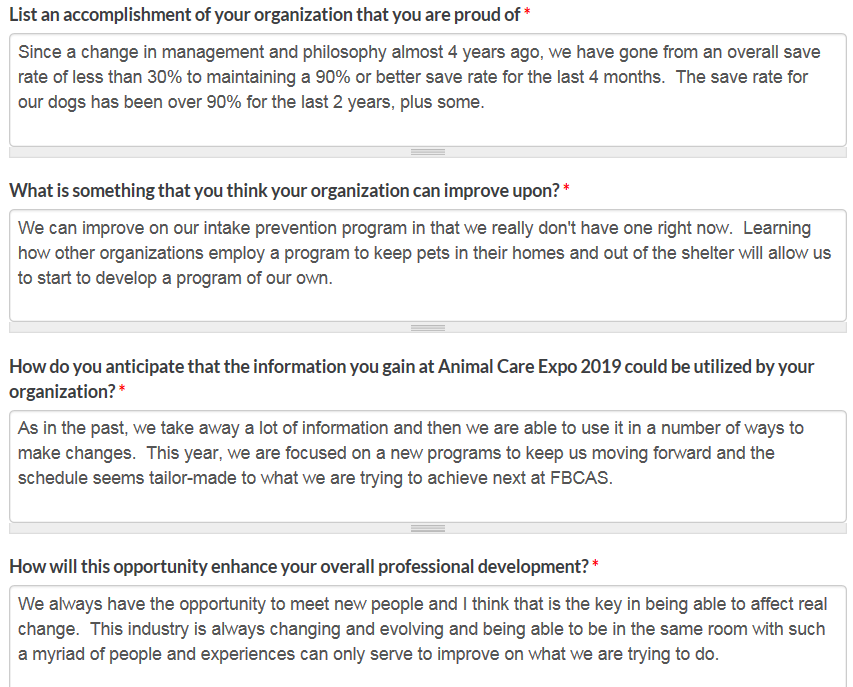 List an accomplishment of your organization that you are proud of *
Since a change in management and philosophy almost 4 years ago, we have gone from an overall save
rate of less than 30% to maintaining a 90% or better save rate for the last 4 months.  The save rate for
our dogs has been over 90% for the last 2 years, plus some.
What is something that you think your organization can improve upon? *
We can improve on our intake prevention program in that we really don't have one right now.  Learning
how other organizations employ a program to keep pets in their homes and out of the shelter will allow us
to start to develop a program of our own.
How do you anticipate that the information you gain at Animal Care Expo 2019 could be utilized by your
organization? *
As in the past, we take away a lot of information and then we are able to use it in a number of ways to
make changes.  This year, we are focused on a new programs to keep us moving forward and the
schedule seems tailor-made to what we are trying to achieve next at FBCAS.
How will this opportunity enhance your overall professional development? *
We always have the opportunity to meet new people and I think that is the key in being able to affect real
change.  This industry is always changing and evolving and being able to be in the same room with such
a myriad of people and experiences can only serve to improve on what we are trying to do.